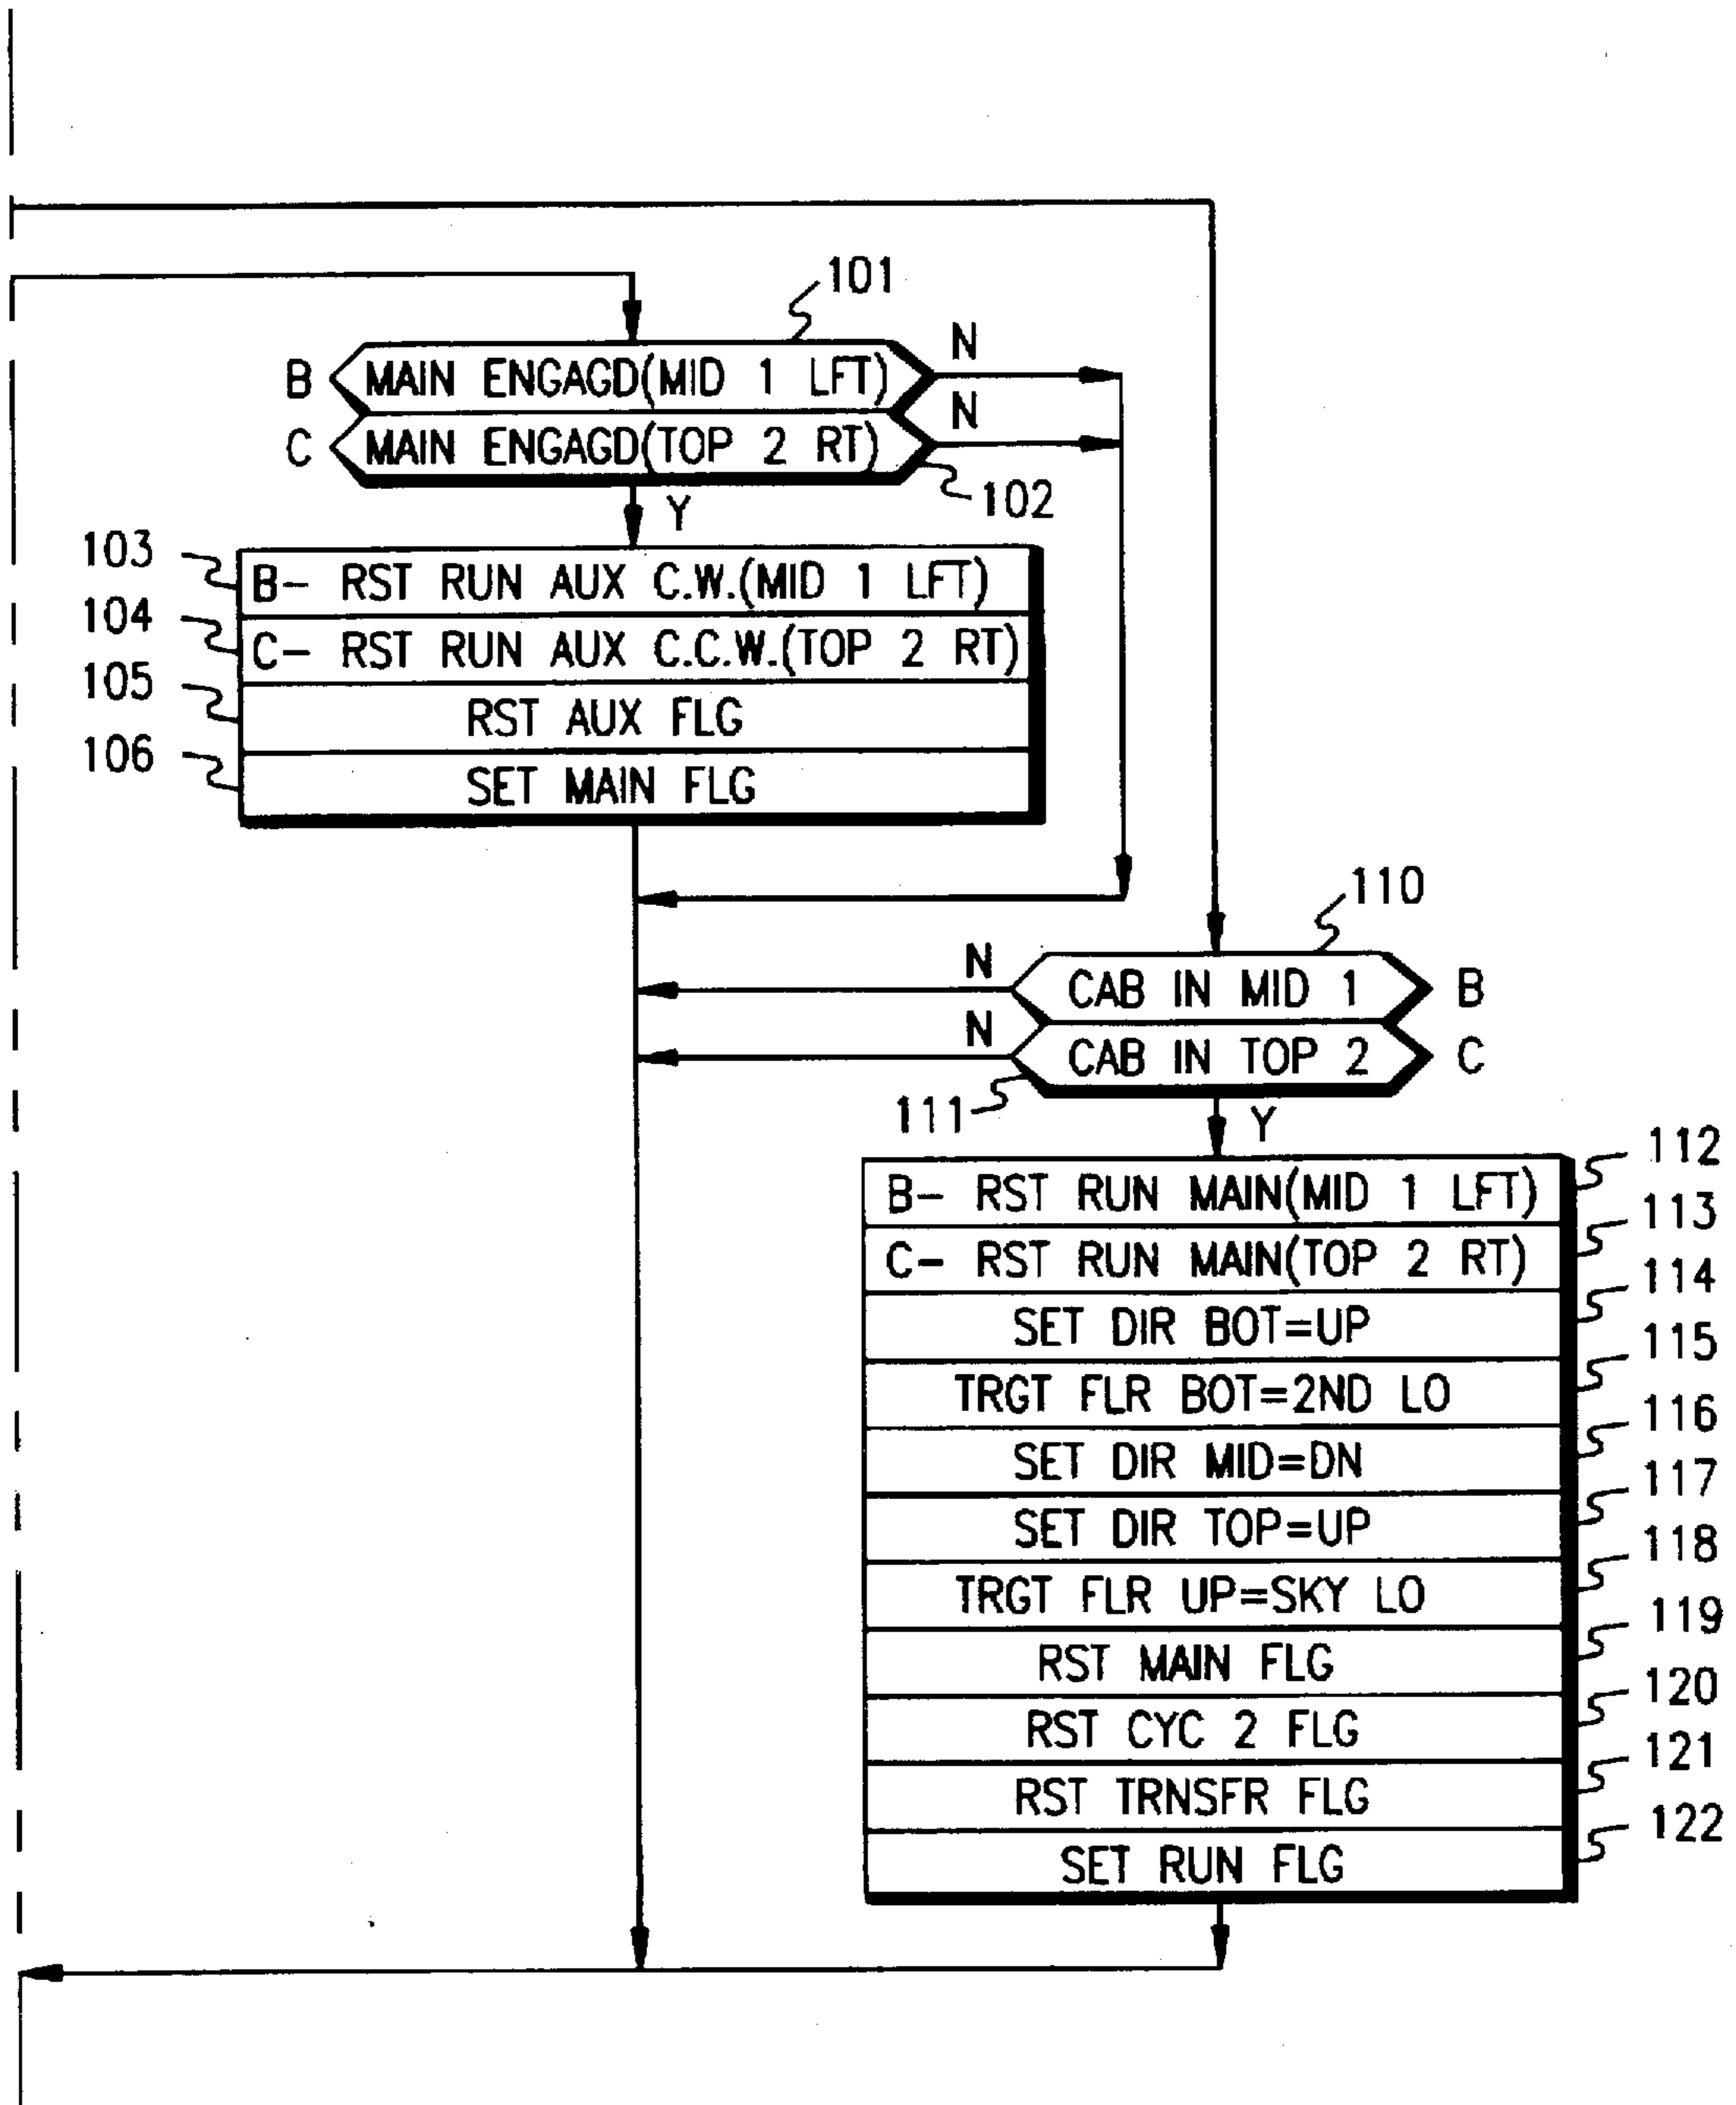 101
B MAIN ENGAGD(MID 1 LFT) N
C MAIN ENGAGD(TOP 2 RT) N
102
Y
103 B- RST RUN AUX C.W.(MID 1 LFT)
104 C- RST RUN AUX C.C.W.(TOP 2 RT)
105 RST AUX FLG
106 SET MAIN FLG
110
N CAB IN MID 1 B
N CAB IN TOP 2 C
111
Y
B- RST RUN MAIN(MID 1 LFT) 112
C- RST RUN MAIN(TOP 2 RT) 113
SET DIR BOT=UP 114
TRGT FLR BOT=2ND LO 115
SET DIR MID=DN 116
SET DIR TOP=UP 117
TRGT FLR UP=SKY LO 118
RST MAIN FLG 119
RST CYC 2 FLG 120
RST TRNSFR FLG 121
SET RUN FLG 122